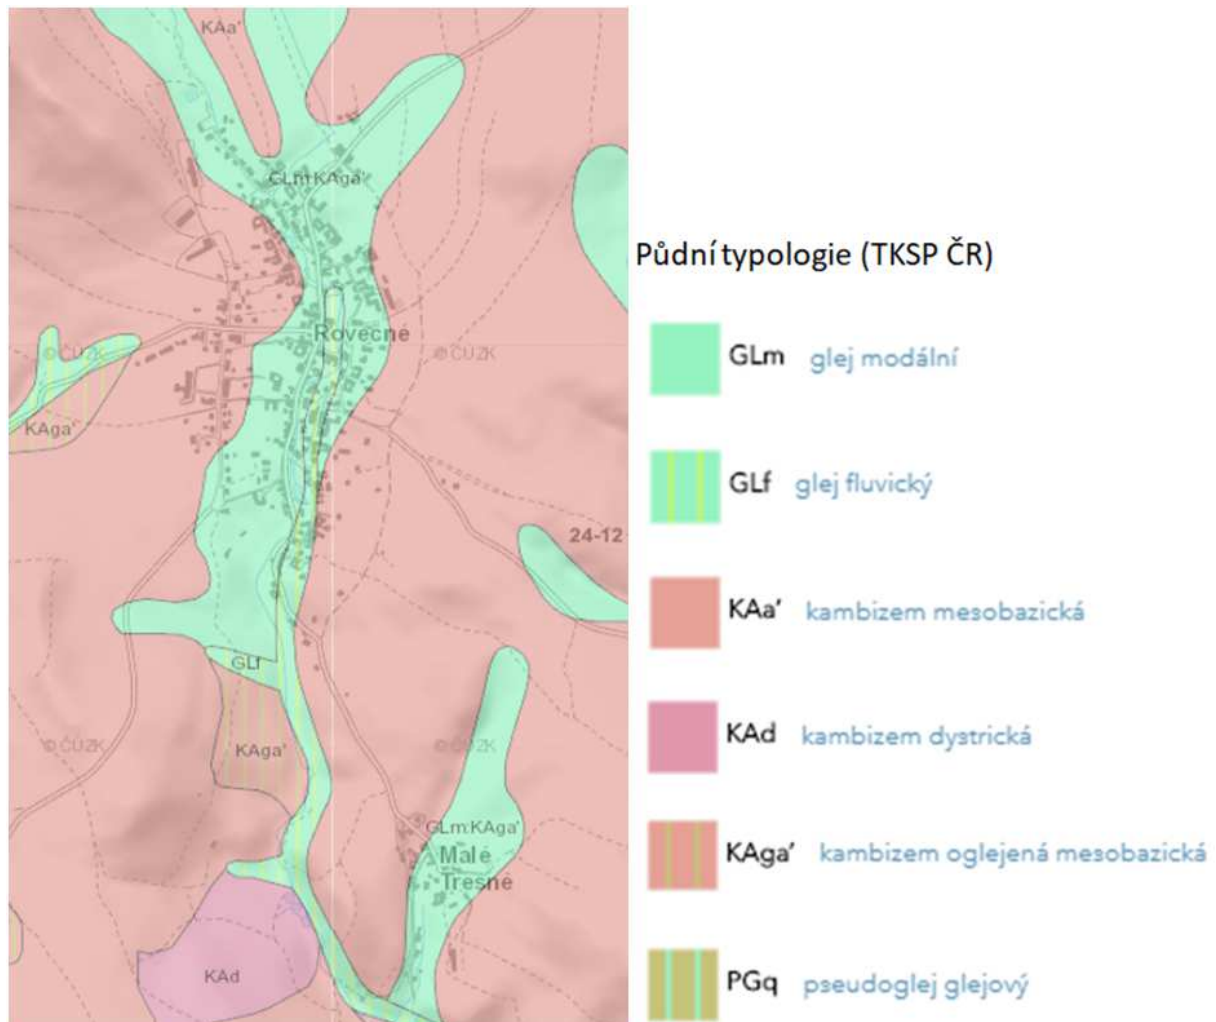 KAa'
GLm:KAga'
Rovecné
© ČÚZK
© ČÚZK
KAga'
24-12
GLf
© ČÚZK
© ČÚZK
KAga'
GLm:KAga'
Malé
Tresné
KAd
Půdní typologie (TKSP ČR)
GLm glej modální
GLf glej fluvický
KAa' kambizem mesobazická
KAd kambizem dystrická
KAga' kambizem oglejená mesobazická
PGq pseudoglej glejový